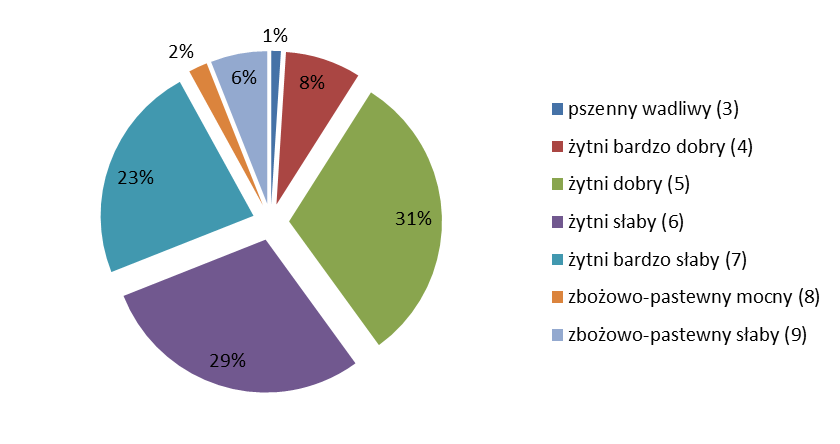 1%
8%
31%
29%
23%
2%
6%
pszenny wadliwy (3)
żytni bardzo dobry (4)
żytni dobry (5)
żytni słaby (6)
żytni bardzo słaby (7)
zbożowo-pastewny mocny (8)
zbożowo-pastewny słaby (9)